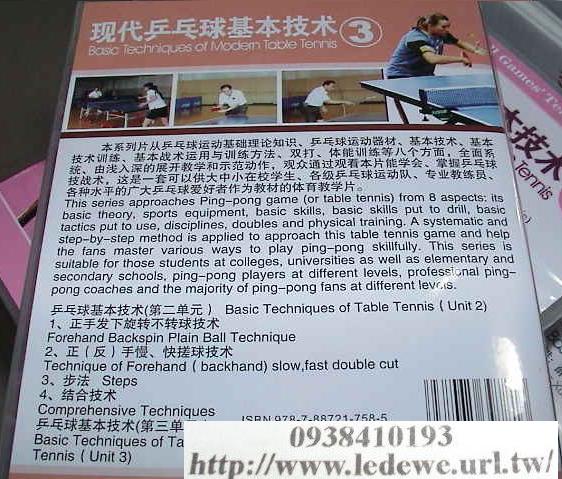 现代乒乓球基本技术③
Basic Techniques of Modern Table Tennis
本系列片从乒乓球运动基础理论知识、乒乓球运动器材、基本技术、基本
技术训练、基本战术运用与训练方法、双打、体能训练等八个方面，全面系
统、由浅入深的展开教学和示范动作，观众通过观看本片能学会、掌握乒乓球
技战术，这是一套可以供大中小在校学生、各级乒乓球运动队、专业教练员、
各种水平的广大乒乓球爱好者作为教材的体育教学片。
This series approaches Ping-pong game (or table tennis) from 8 aspects: its
basic theory, sports equipment, basic skills, basic skills put to drill, basic
tactics put to use, disciplines, doubles and physical training. A systematic and
step-by-step method is applied to approach this table tennis game and help
the fans master various ways to play ping-pong skillfully. This series is
suitable for those students at colleges, universities as well as elementary and
secondary schools, ping-pong players at different levels, professional ping-
pong coaches and the majority of ping-pong fans at different levels.
乒乓球基本技术(第二单元) Basic Techniques of Table Tennis (Unit 2)
1、正手发下旋转不转球技术
Forehand Backspin Plain Ball Technique
2、正(反)手慢、快搓球技术
Technique of Forehand (backhand) slow,fast double cut
3、步法 Steps
4、结合技术
Comprehensive Techniques
乒乓球基本技术(第三单
Basic Techniques of Ta
Tennis (Unit 3)
ISBN 978-7-88721-758-5
0938410193
http://www.ledewe.url.tw/
本技术
Tennis